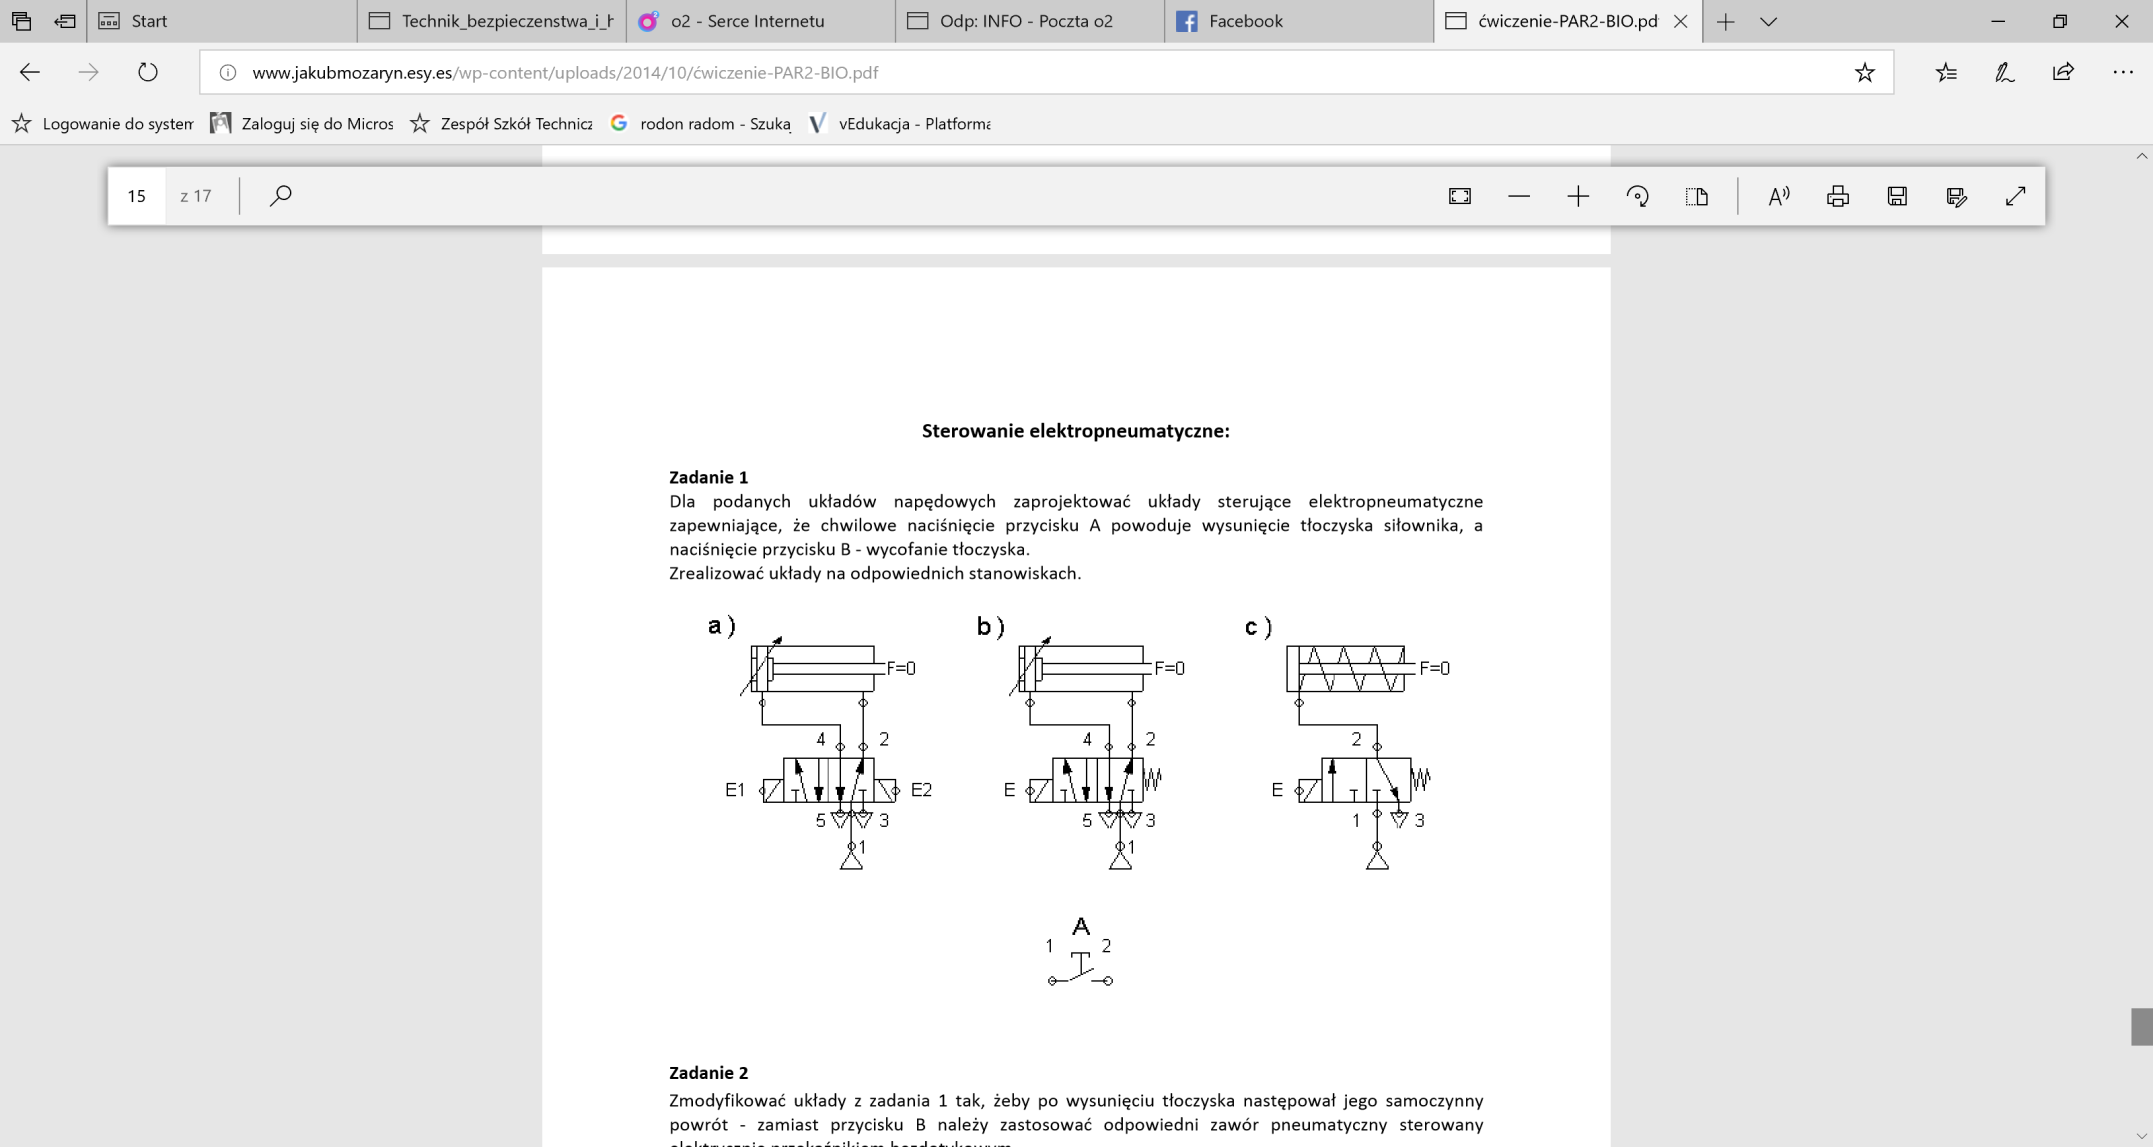 Start
Technik_bezpieczenstwa_i_h
o2 - Serce Internetu
Odp: INFO - Poczta o2
Facebook
ćwiczenie-PAR2-BIO.pd
www.jakubmozaryn.esy.es/wp-content/uploads/2014/10/ćwiczenie-PAR2-BIO.pdf
Logowanie do system
Zaloguj się do Micros
Zespół Szkół Technicz
rodon radom - Szuka
vEdukacja - Platforma
15 z 17
Sterowanie elektropneumatyczne:
Zadanie 1
Dla podanych układów napędowych zaprojektować układy sterujące elektropneumatyczne
zapewniające, że chwilowe naciśnięcie przycisku A powoduje wysunięcie tłoczyska siłownika, a
naciśnięcie przycisku B - wycofanie tłoczyska.
Zrealizować układy na odpowiednich stanowiskach.
a) b) c)
F=0 F=0 F=0
4 2 4 2 2
E1 E2 E E
5 3 5 3 1 3
1 1
A
1 2
Zadanie 2
Zmodyfikować układy z zadania 1 tak, żeby po wysunięciu tłoczyska następował jego samoczynny
powrót - zamiast przycisku B należy zastosować odpowiedni zawór pneumatyczny sterowany
elektrycznie przekaźnikiem bezdotykowym.